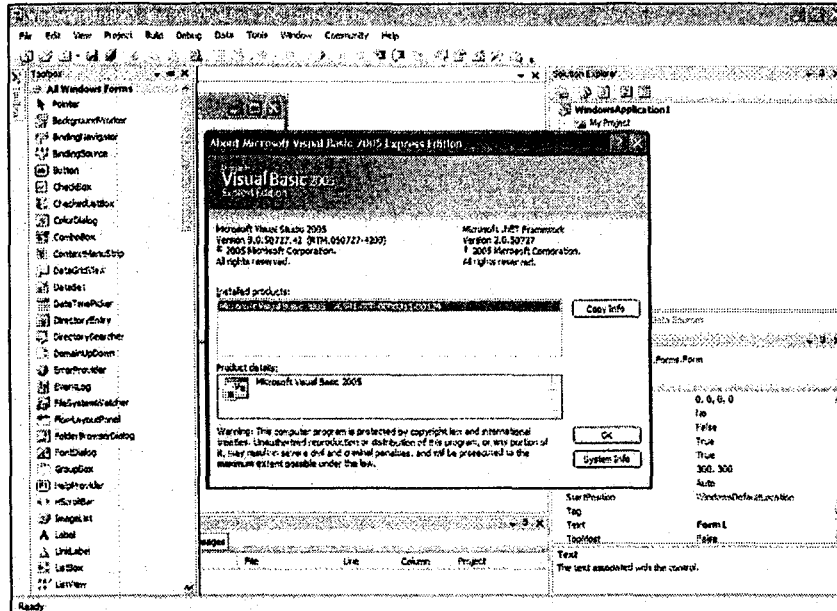 File Edit View Project Build Debug Data Tools Window Community Help
Toolbox
All Windows Forms
Pointer
BackgroundWorker
BindingNavigator
BindingSource
Button
CheckBox
CheckedListBox
ColorDialog
ComboBox
ContextMenuStrip
DataGridView
DataSet
DateTimePicker
DirectoryEntry
DirectorySearcher
DomainUpDown
ErrorProvider
EventLog
FileSystemWatcher
FlowLayoutPanel
FolderBrowserDialog
FontDialog
GroupBox
HelpProvider
HScrollBar
ImageList
Label
LinkLabel
ListBox
ListView
Ready
About Microsoft Visual Basic 2005 Express Edition
Visual Basic 2005
Express Edition
Microsoft Visual Studio 2005
Version 8.0.50727.42 (RTM.050727-4200)
© 2005 Microsoft Corporation.
All rights reserved.
Microsoft .NET Framework
Version 2.0.50727
© 2005 Microsoft Corporation.
All rights reserved.
Installed products:
Copy Info
Product details:
Microsoft Visual Basic 2005
Warning: This computer program is protected by copyright law and international
treaties. Unauthorized reproduction or distribution of this program, or any portion of
it, may result in severe civil and criminal penalties, and will be prosecuted to the
maximum extent possible under the law.
OK
System Info
File Line Column Project
Solution Explorer
WindowsApplication1
My Project
Data Sources
.Forms.Form
0, 0, 0, 0
No
False
True
True
300, 300
Auto
StartPosition WindowsDefaultLocation
Tag
Text Form1
TopMost False
Text
The text associated with the control.